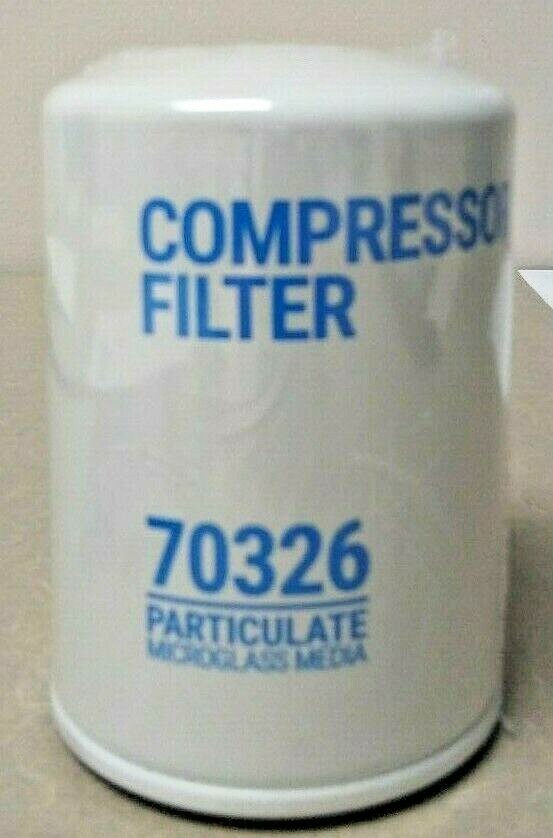 COMPRESSO
FILTER
70326
PARTICULATE
MICROGLASS MEDIA